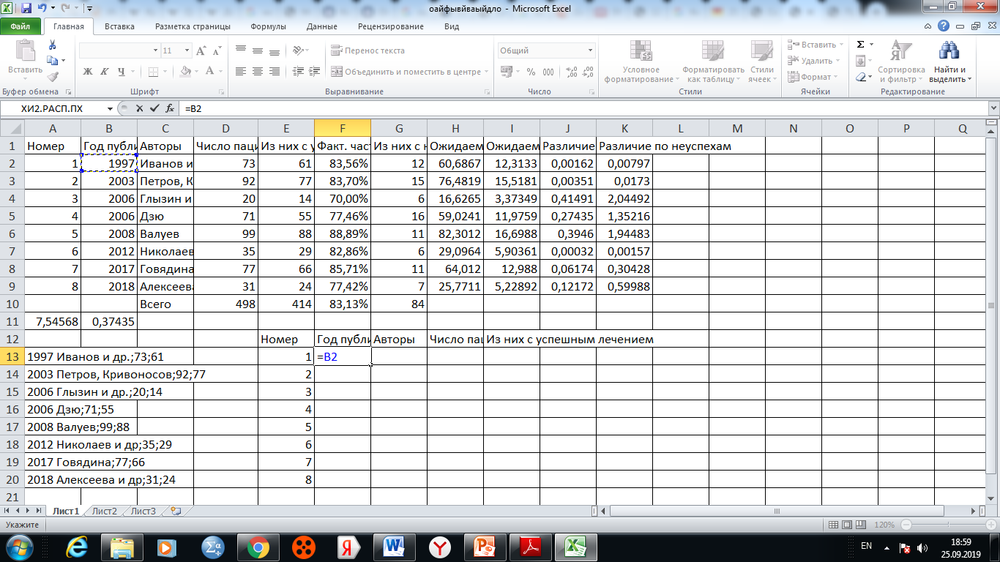 оайфывйваыйдло - Microsoft Excel
Файл Главная Вставка Разметка страницы Формулы Данные Рецензирование Вид
Вставить
11
Ж К Ч
Перенос текста
Объединить и поместить в центре
Общий
% 000
Условное форматирование
Форматировать как таблицу
Стили ячеек
Вставить
Удалить
Формат
Сортировка и фильтр
Найти и выделить
Буфер обмена Шрифт Выравнивание Число Стили Ячейки Редактирование
ХИ2.РАСП.ПХ =B2
A B C D E F G H I J K L M N O P Q
1 Номер Год публи Авторы Число паци Из них с у Факт. част Из них с н Ожидаем Ожидаем Различие Различие по неуспехам
2 1 1997 Иванов и 73 61 83,56% 12 60,6867 12,3133 0,00162 0,00797
3 2 2003 Петров, К 92 77 83,70% 15 76,4819 15,5181 0,00351 0,0173
4 3 2006 Глызин и 20 14 70,00% 6 16,6265 3,37349 0,41491 2,04492
5 4 2006 Дзю 71 55 77,46% 16 59,0241 11,9759 0,27435 1,35216
6 5 2008 Валуев 99 88 88,89% 11 82,3012 16,6988 0,3946 1,94483
7 6 2012 Николаев 35 29 82,86% 6 29,0964 5,90361 0,00032 0,00157
8 7 2017 Говядина 77 66 85,71% 11 64,012 12,988 0,06174 0,30428
9 8 2018 Алексеева 31 24 77,42% 7 25,7711 5,22892 0,12172 0,59988
10 Всего 498 414 83,13% 84
11 7,54568 0,37435
12 Номер Год публи Авторы Число пац Из них с успешным лечением
13 1997 Иванов и др.;73;61 1 =B2
14 2003 Петров, Кривоносов;92;77 2
15 2006 Глызин и др.;20;14 3
16 2006 Дзю;71;55 4
17 2008 Валуев;99;88 5
18 2012 Николаев и др;35;29 6
19 2017 Говядина;77;66 7
20 2018 Алексеева и др;31;24 8
21
Лист1 Лист2 Лист3
Укажите 120%
EN 18:59
25.09.2019